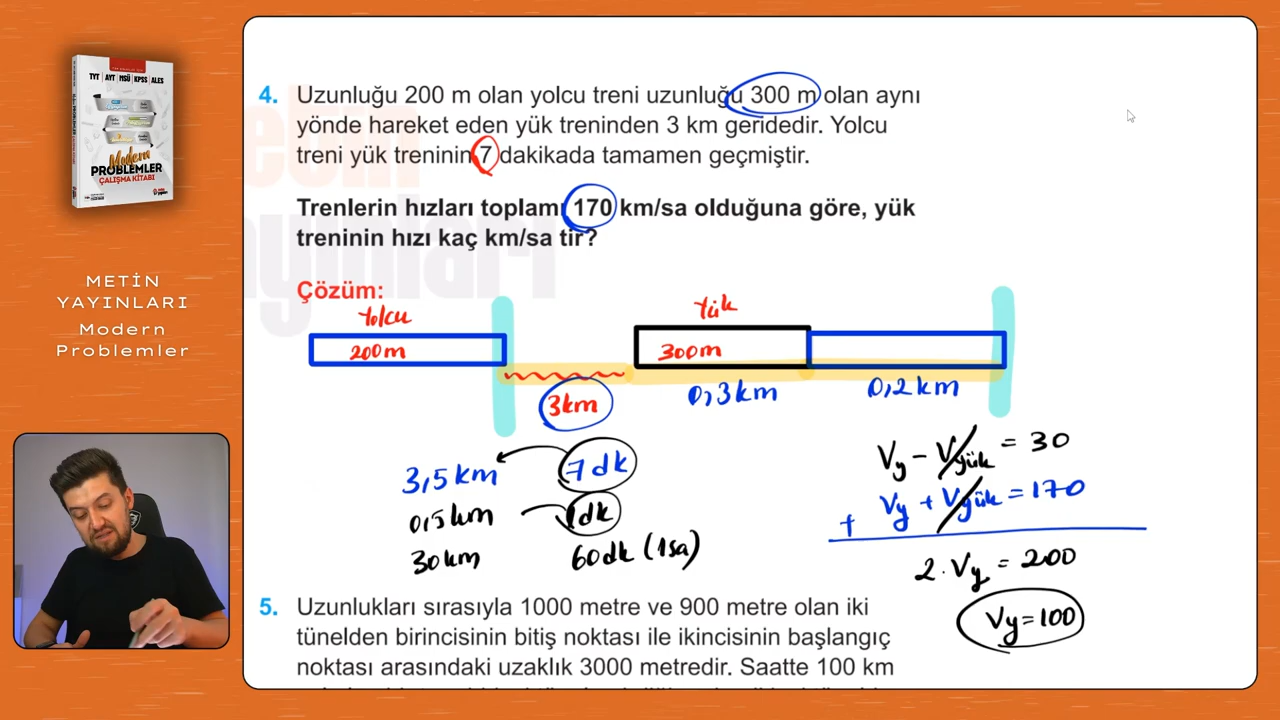 TYT | AYT | MSÜ | KPSS | ALES
Modern
PROBLEMLER
ÇALIŞMA KİTABI
METİN
YAYINLARI
Modern
Problemler
4. Uzunluğu 200 m olan yolcu treni uzunluğu 300 m olan aynı
yönde hareket eden yük treninden 3 km geridedir. Yolcu
treni yük treninin 7 dakikada tamamen geçmiştir.
Trenlerin hızları toplamı 170 km/sa olduğuna göre, yük
treninin hızı kaç km/sa tir?
Çözüm:
Yolcu
Yük
200m
300m
3km
0,3km
0,2km
3,5km 7dk
0,5km 1dk
30km 60dk (1sa)
Vy - Vyük = 30
+ Vy + Vyük = 170
2.Vy = 200
Vy = 100
5. Uzunlukları sırasıyla 1000 metre ve 900 metre olan iki
tünelden birincisinin bitiş noktası ile ikincisinin başlangıç
noktası arasındaki uzaklık 3000 metredir. Saatte 100 km